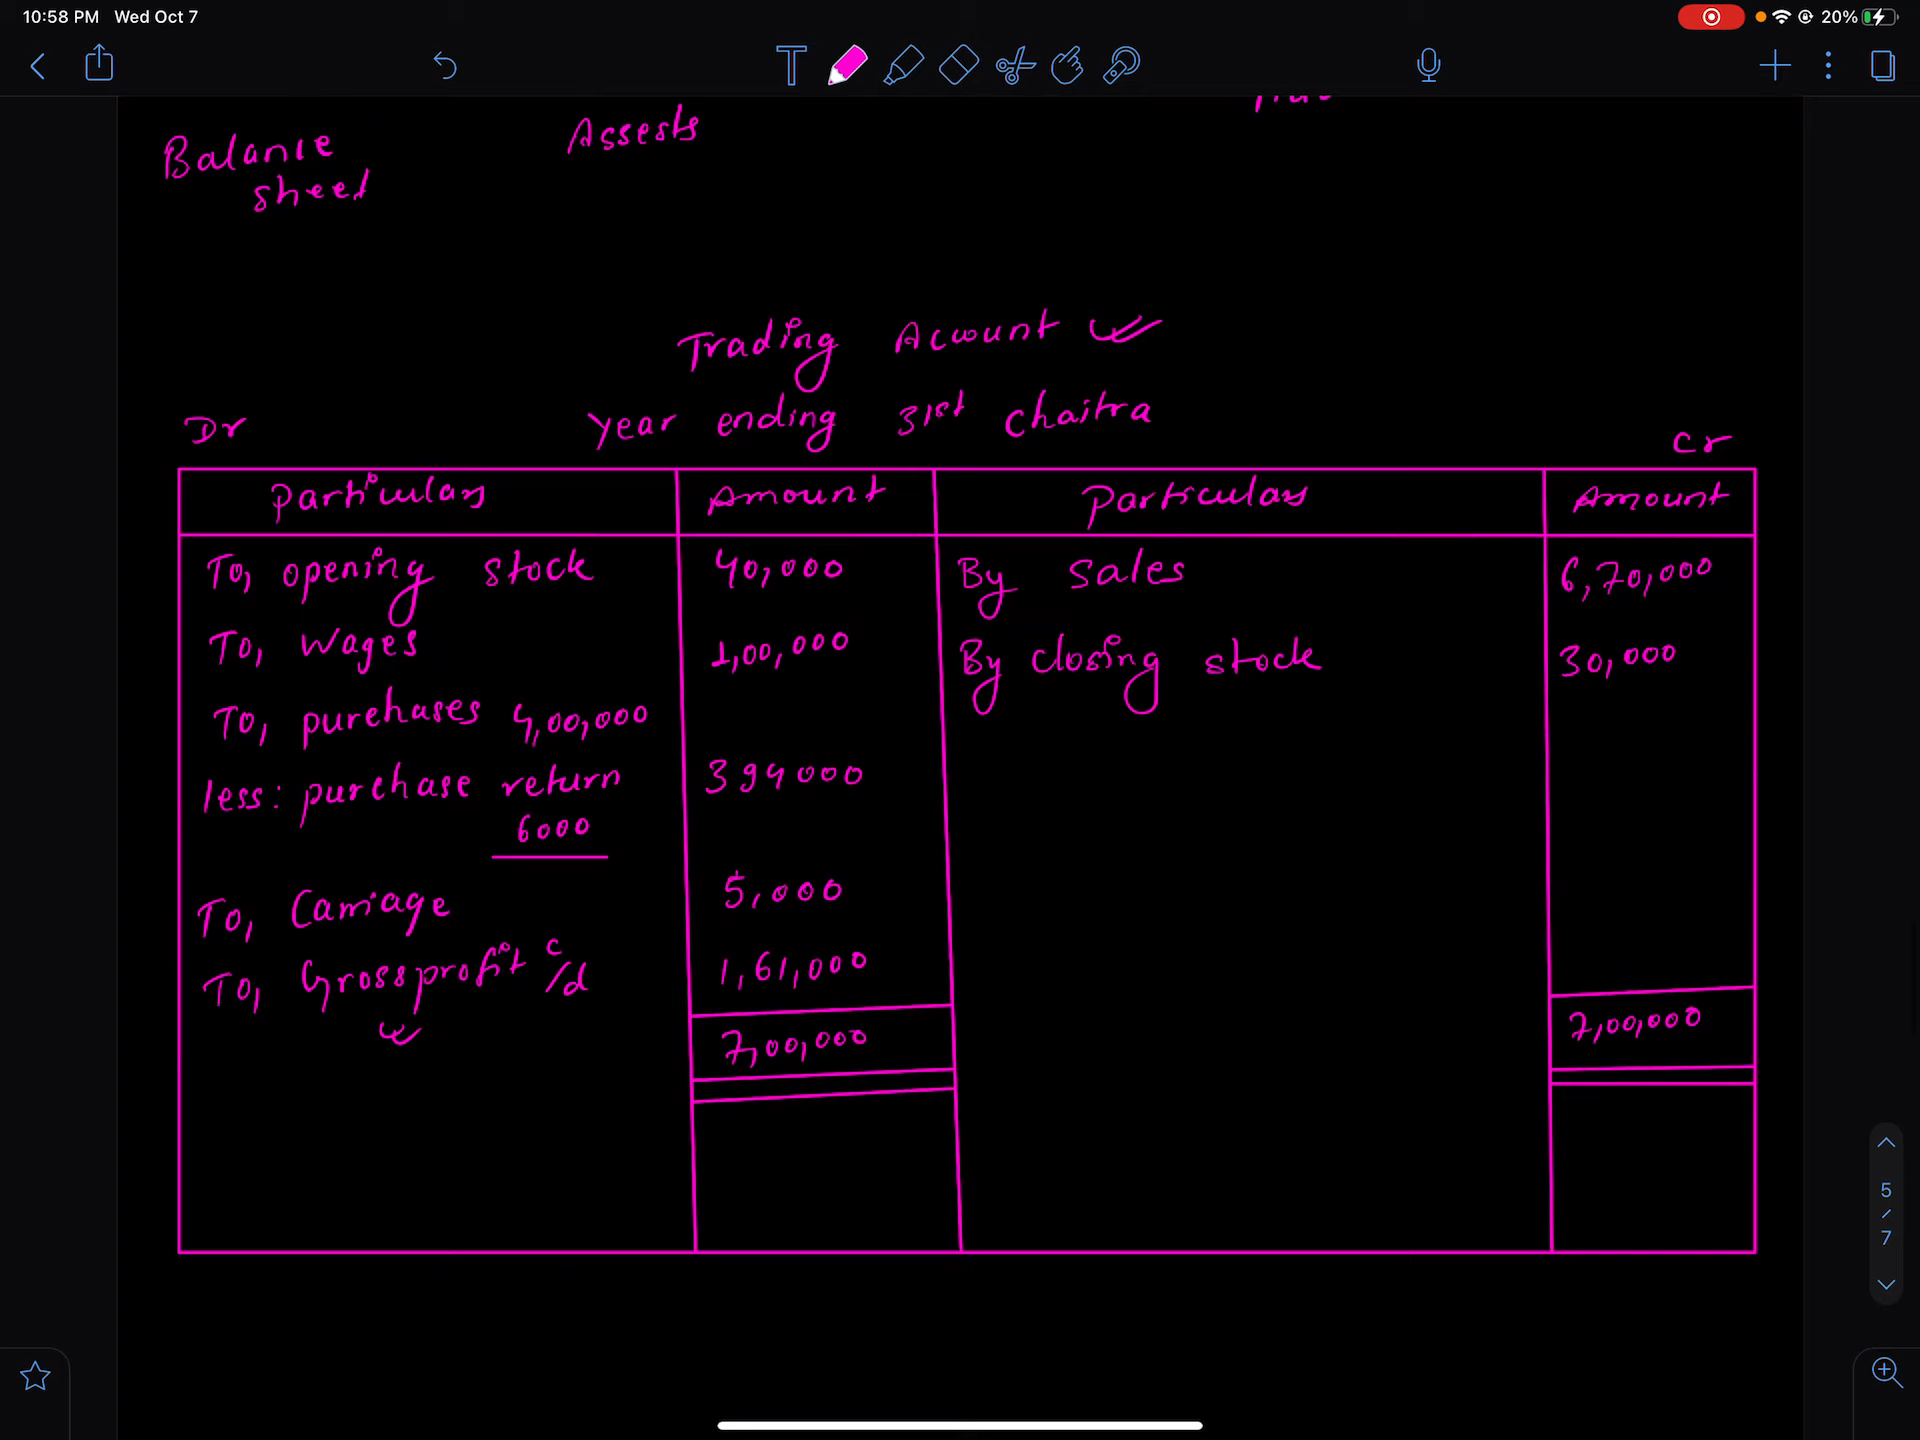 10:58 PM Wed Oct 7 20%
Assests
Balance
sheet
Trading Account
Year ending 31st chaitra
Dr Cr
Particulars Amount Particulars Amount
To, opening stock 40,000 By Sales 6,70,000
To, Wages 1,00,000 By closing stock 30,000
To, purchases 4,00,000
less: purchase return 394000
6000
To, Carriage 5,000
To, Gross profit c/d 1,61,000
7,00,000 7,00,000
5
/
7